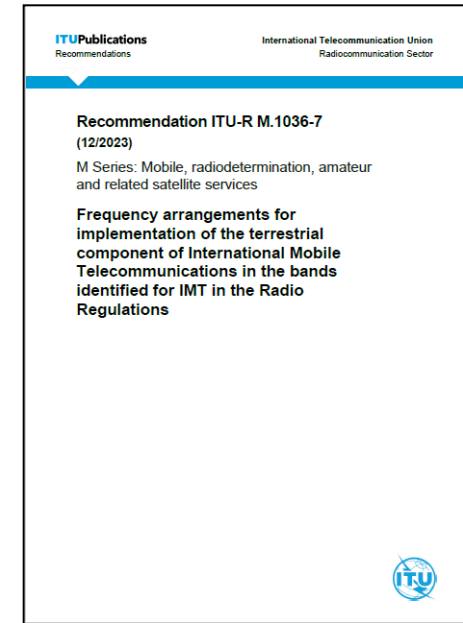 ITUPublications
Recommendations
International Telecommunication Union
Radiocommunication Sector
Recommendation ITU-R M.1036-7
(12/2023)
M Series: Mobile, radiodetermination, amateur
and related satellite services
Frequency arrangements for
implementation of the terrestrial
component of International Mobile
Telecommunications in the bands
identified for IMT in the Radio
Regulations
ITU